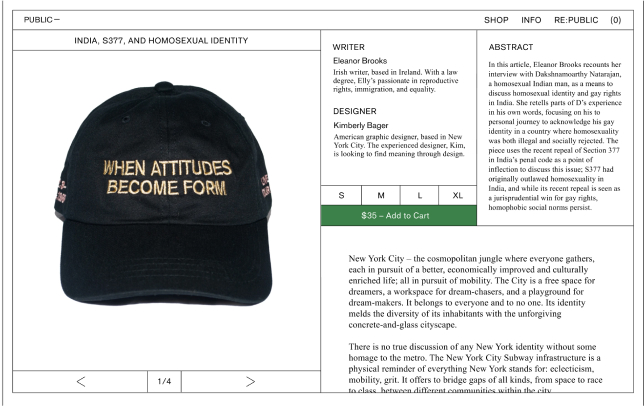 PUBLIC—
SHOP INFO RE:PUBLIC (0)
INDIA, S377, AND HOMOSEXUAL IDENTITY
WHEN ATTITUDES
BECOME FORM
1/4
WRITER
Eleanor Brooks
Irish writer, based in Ireland. With a law
degree, Elly's passionate in reproductive
rights, immigration, and equality.
DESIGNER
Kimberly Bager
American graphic designer, based in New
York City. The experienced designer, Kim,
is looking to find meaning through design.
S M L XL
$35 – Add to Cart
ABSTRACT
In this article, Eleanor Brooks recounts her
interview with Dakshnamoarthy Natarajan,
a homosexual Indian man, as a means to
discuss homosexual identity and gay rights
in India. She retells parts of D's experience
in his own words, focusing on his to
personal journey to acknowledge his gay
identity in a country where homosexuality
was both illegal and socially rejected. The
piece uses the recent repeal of Section 377
in India's penal code as a point of
inflection to discuss this issue; S377 had
originally outlawed homosexuality in
India, and while its recent repeal is seen as
a jurisprudential win for gay rights,
homophobic social norms persist.
New York City – the cosmopolitan jungle where everyone gathers,
each in pursuit of a better, economically improved and culturally
enriched life; all in pursuit of mobility. The City is a free space for
dreamers, a workspace for dream-chasers, and a playground for
dream-makers. It belongs to everyone and to no one. Its identity
melds the diversity of its inhabitants with the unforgiving
concrete-and-glass cityscape.
There is no true discussion of any New York identity without some
homage to the metro. The New York City Subway infrastructure is a
physical reminder of everything New York stands for: eclecticism,
mobility, grit. It offers to bridge gaps of all kinds, from space to race
to class, between different communities within the city.